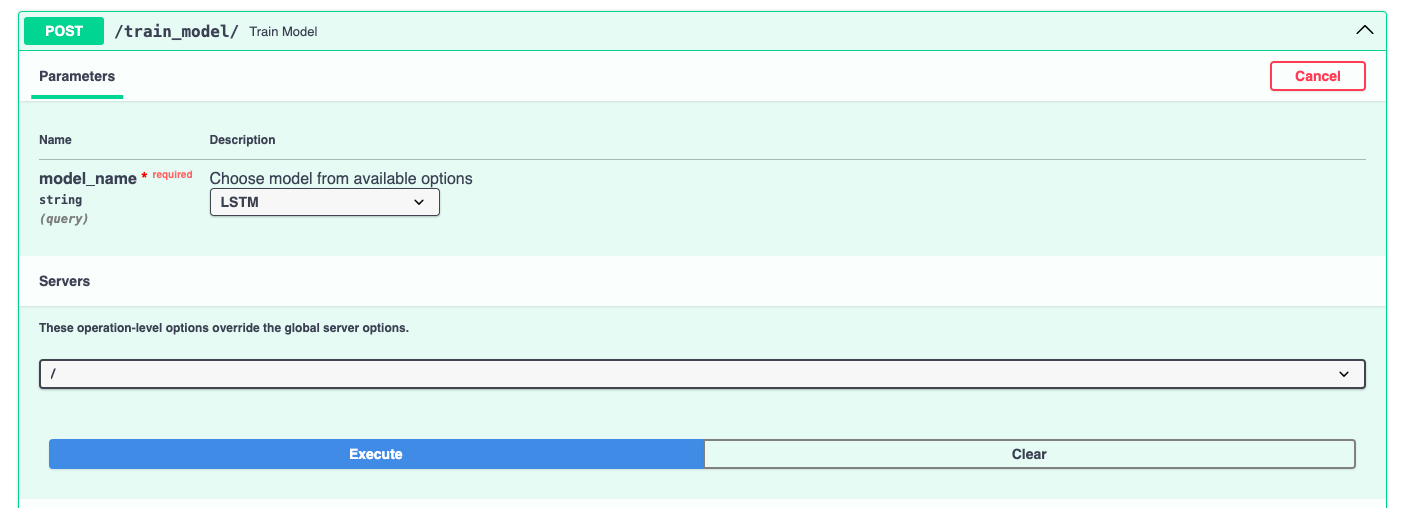 POST /train_model/ Train Model
Parameters
Cancel
Name Description
model_name * required Choose model from available options
string LSTM
(query)
Servers
These operation-level options override the global server options.
/
Execute Clear